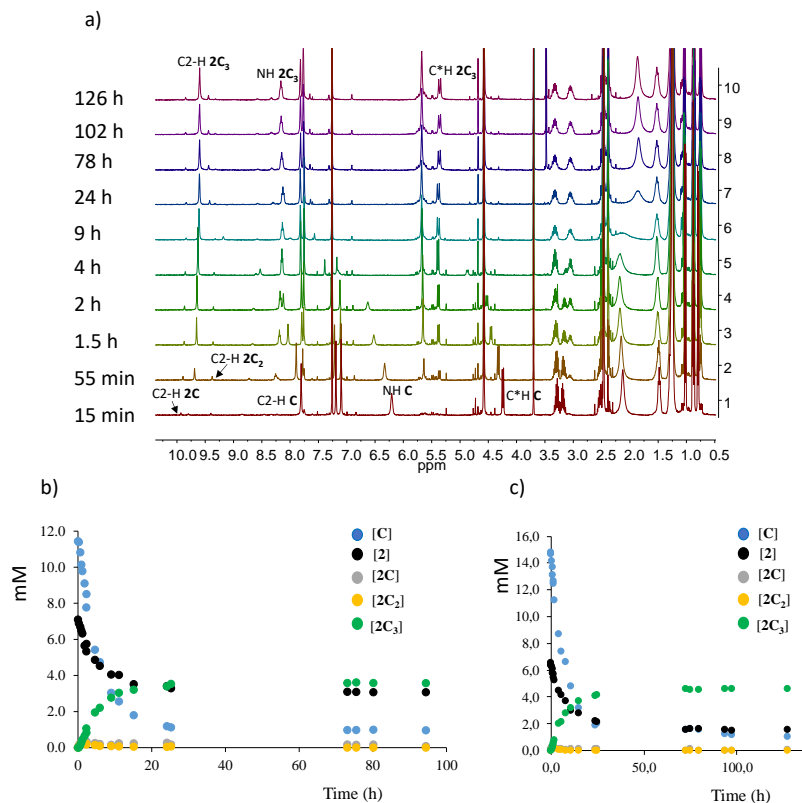 a)
C2-H 2C3
NH 2C3
C*H 2C3
126 h
102 h
78 h
24 h
9 h
4 h
2 h
1.5 h
55 min
15 min
10
9
8
7
6
5
4
3
2
1
C2-H 2C2
C2-H 2C
C2-H C
NH C
C*H C
10.0 9.5 9.0 8.5 8.0 7.5 7.0 6.5 6.0 5.5 5.0 4.5 4.0 3.5 3.0 2.5 2.0 1.5 1.0 0.5
ppm
b)
mM
12.0
10.0
8.0
6.0
4.0
2.0
0.0
0 20 40 60 80 100
Time (h)
[C]
[2]
[2C]
[2C2]
[2C3]
c)
mM
16,0
14,0
12,0
10,0
8,0
6,0
4,0
2,0
0,0
0,0 50,0 100,0
Time (h)
[C]
[2]
[2C]
[2C2]
[2C3]